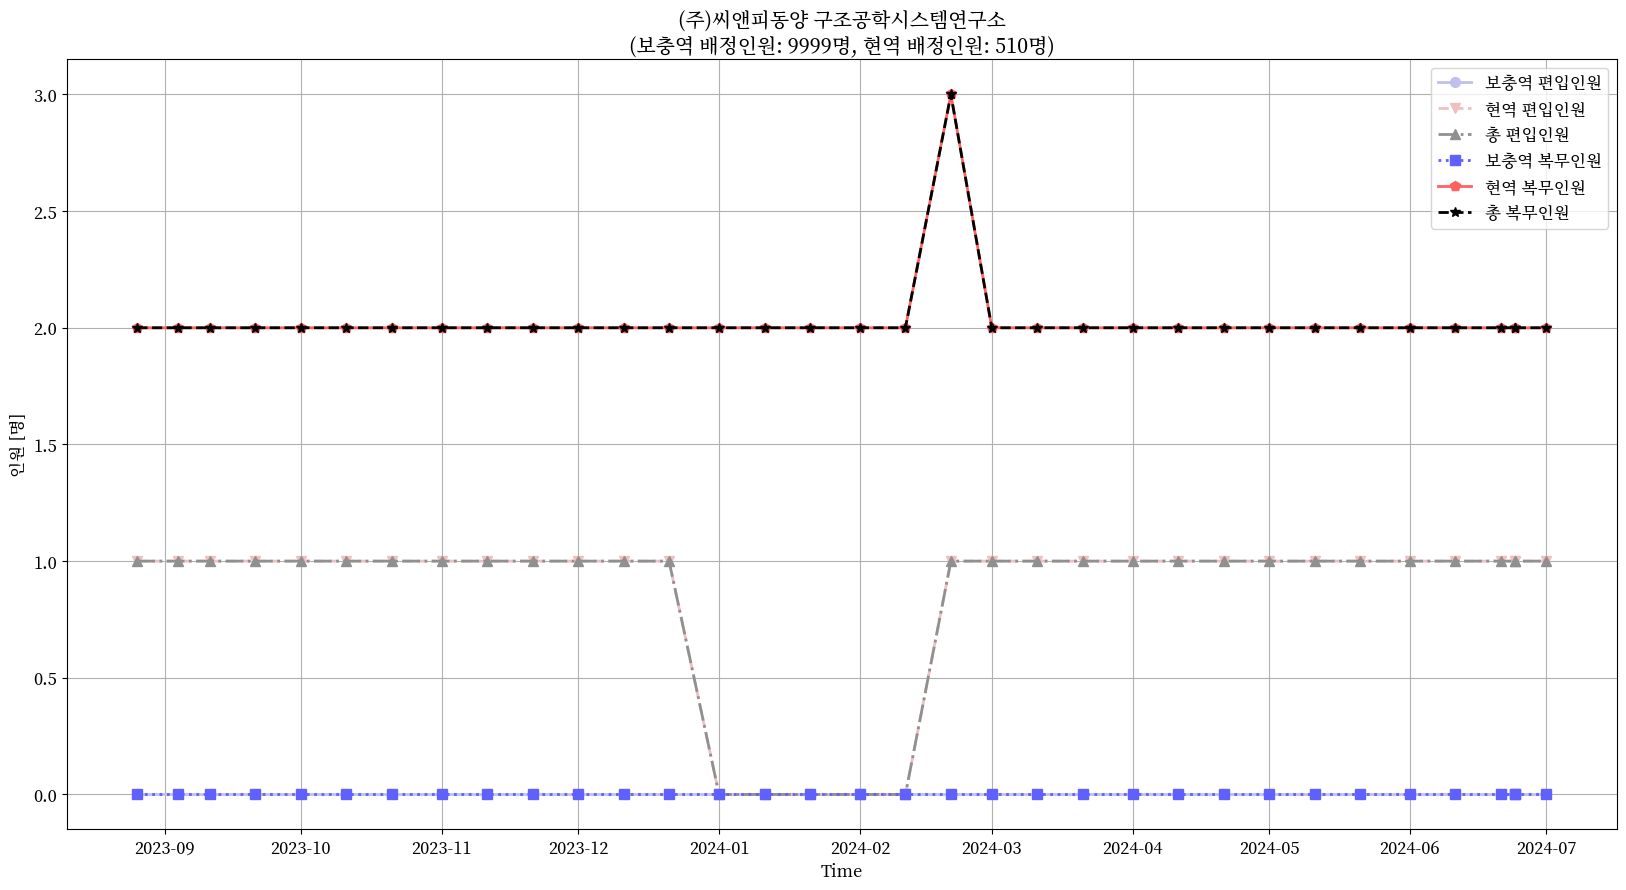 (주)씨앤피동양 구조공학시스템연구소
(보충역 배정인원: 9999명, 현역 배정인원: 510명)
보충역 편입인원
현역 편입인원
총 편입인원
보충역 복무인원
현역 복무인원
총 복무인원
인원 [명]
3.0
2.5
2.0
1.5
1.0
0.5
0.0
2023-09 2023-10 2023-11 2023-12 2024-01 2024-02 2024-03 2024-04 2024-05 2024-06 2024-07
Time